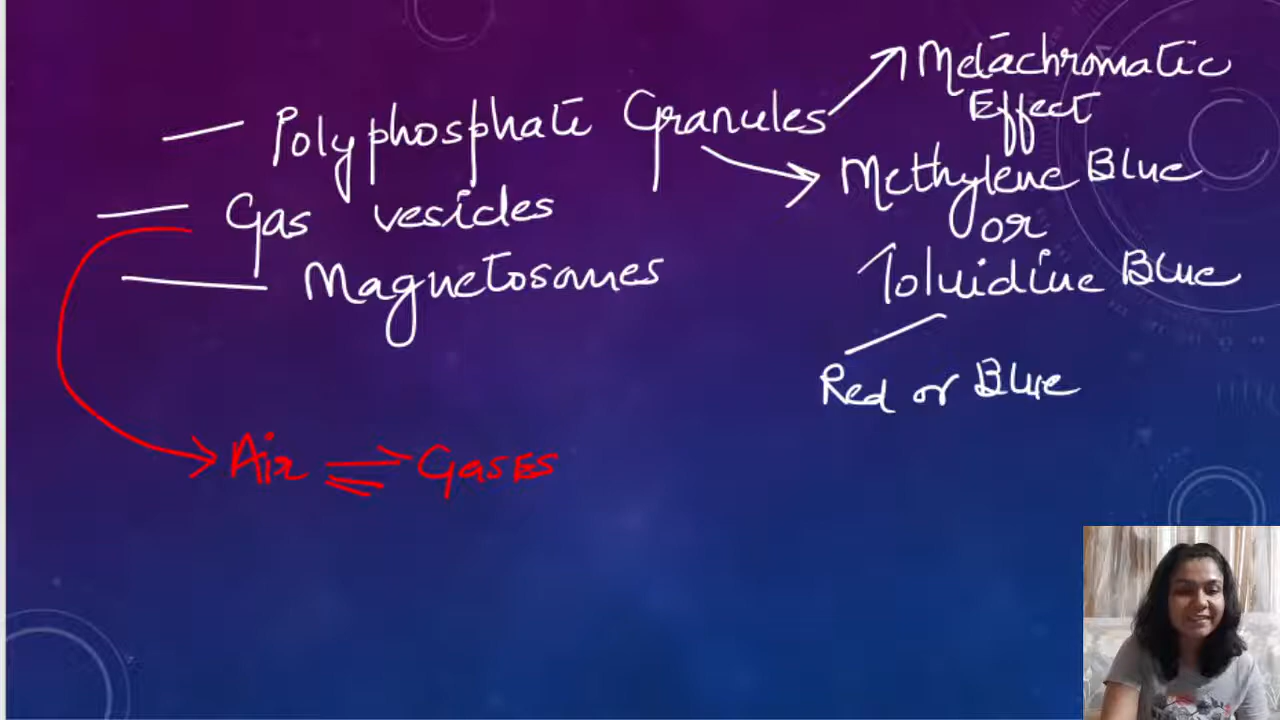 Polyphosphate Granules
Metachromatic
Effect
Methylene Blue
or
Toluidine Blue
Red or Blue
Gas vesicles
Magnetosomes
Air ⇌ Gases